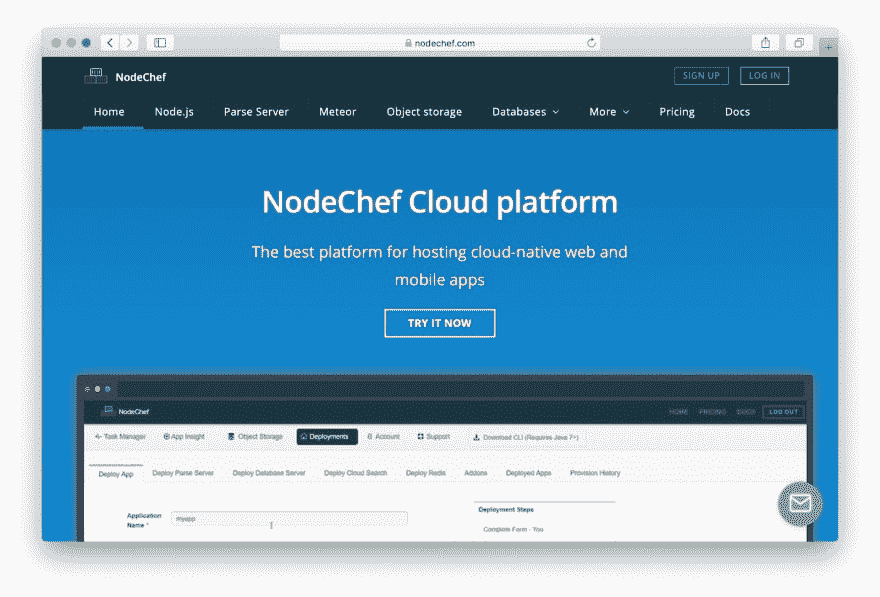 nodechef.com
NodeChef
SIGN UP
LOG IN
Home
Node.js
Parse Server
Meteor
Object storage
Databases
More
Pricing
Docs
NodeChef Cloud platform
The best platform for hosting cloud-native web and
mobile apps
TRY IT NOW
NodeChef
HOME
PRICING
DOCS
LOG OUT
Task Manager
App Insight
Object Storage
Deployments
Account
Support
Download CLI (Requires Java 7+)
Deploy App
Deploy Parse Server
Deploy Database Server
Deploy Cloud Search
Deploy Redis
Addons
Deployed Apps
Provision History
Application
Name *
myapp
Deployment Steps
Complete Form - You